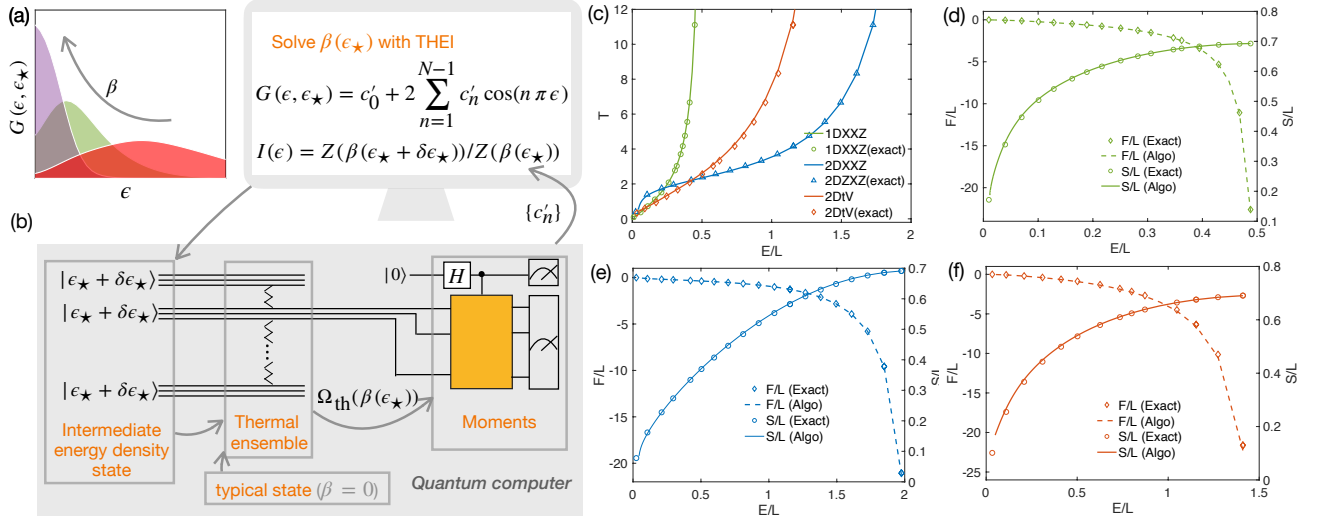 (a)
G(ϵ, ϵ⋆)
β
ϵ
Solve β(ϵ⋆) with THEI
G(ϵ, ϵ⋆) = c′0 + 2 ∑ N−1 n=1 c′n cos(n π ϵ)
I(ϵ) = Z(β(ϵ⋆ + δϵ⋆))/Z(β(ϵ⋆))
{c′n}
(b)
|ϵ⋆ + δϵ⋆⟩
|ϵ⋆ + δϵ⋆⟩
|ϵ⋆ + δϵ⋆⟩
|0⟩
H
Ωth(β(ϵ⋆))
Intermediate
energy density
state
Thermal
ensemble
Moments
typical state (β = 0)
Quantum computer
(c)
12
10
8
6
4
2
0
T
1DXXZ
1DXXZ(exact)
2DXXZ
2DZXZ(exact)
2DtV
2DtV(exact)
0 0.5 1 1.5 2
E/L
(d)
0
-5
-10
-15
-20
F/L
0.8
0.7
0.6
0.5
0.4
0.3
0.2
0.1
S/L
F/L (Exact)
F/L (Algo)
S/L (Exact)
S/L (Algo)
0 0.1 0.2 0.3 0.4 0.5
E/L
(e)
0
-5
-10
-15
-20
F/L
0.7
0.6
0.5
0.4
0.3
0.2
0.1
0
S/L
F/L (Exact)
F/L (Algo)
S/L (Exact)
S/L (Algo)
0 0.5 1 1.5 2
E/L
(f)
0
-5
-10
-15
-20
-25
F/L
0.8
0.6
0.4
0.2
0
S/L
F/L (Exact)
F/L (Algo)
S/L (Exact)
S/L (Algo)
0 0.5 1 1.5
E/L